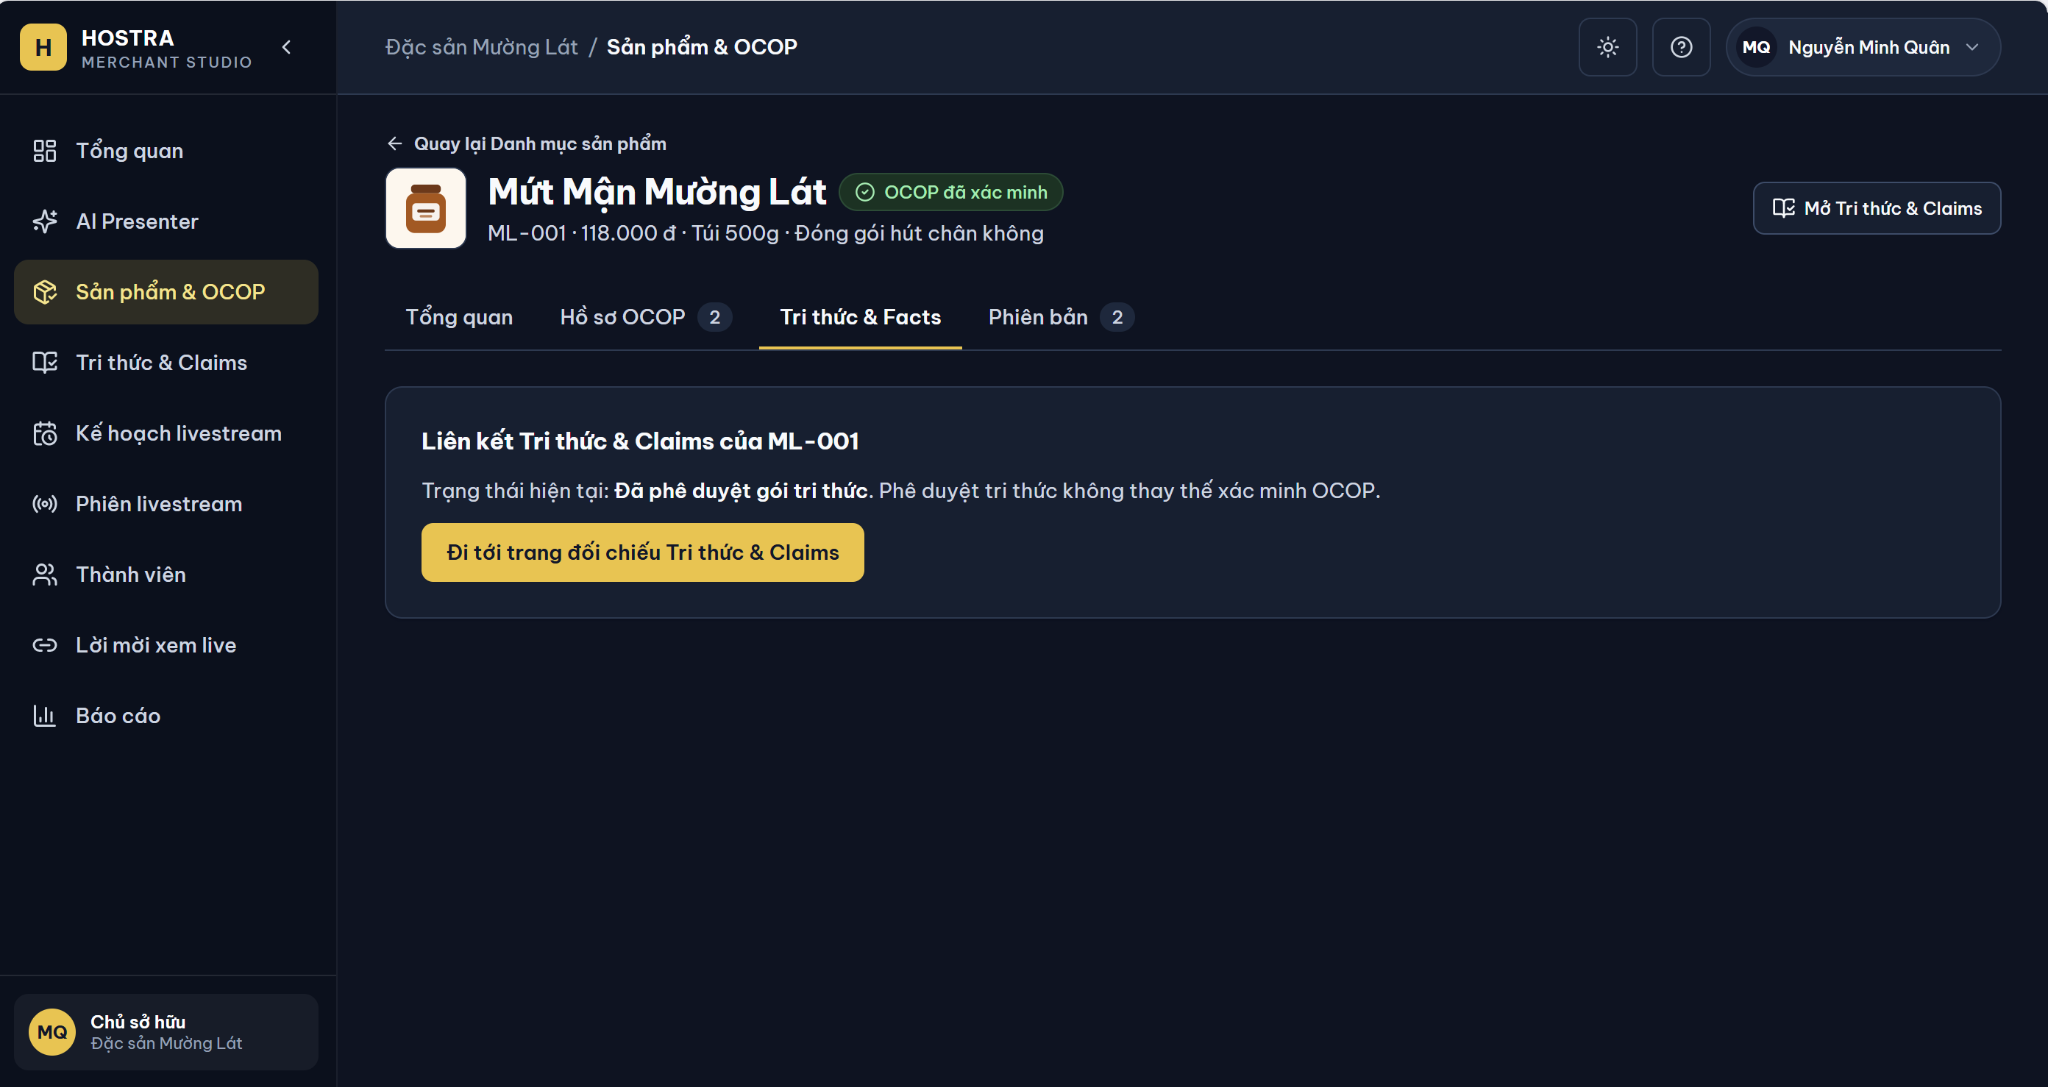 H
HOSTRA
MERCHANT STUDIO
Đặc sản Mường Lát / Sản phẩm & OCOP
MQ Nguyễn Minh Quân
Tổng quan
AI Presenter
Sản phẩm & OCOP
Tri thức & Claims
Kế hoạch livestream
Phiên livestream
Thành viên
Lời mời xem live
Báo cáo
MQ
Chủ sở hữu
Đặc sản Mường Lát
Quay lại Danh mục sản phẩm
Mứt Mận Mường Lát OCOP đã xác minh
ML-001 · 118.000 đ · Túi 500g · Đóng gói hút chân không
Mở Tri thức & Claims
Tổng quan Hồ sơ OCOP 2 Tri thức & Facts Phiên bản 2
Liên kết Tri thức & Claims của ML-001
Trạng thái hiện tại: Đã phê duyệt gói tri thức. Phê duyệt tri thức không thay thế xác minh OCOP.
Đi tới trang đối chiếu Tri thức & Claims